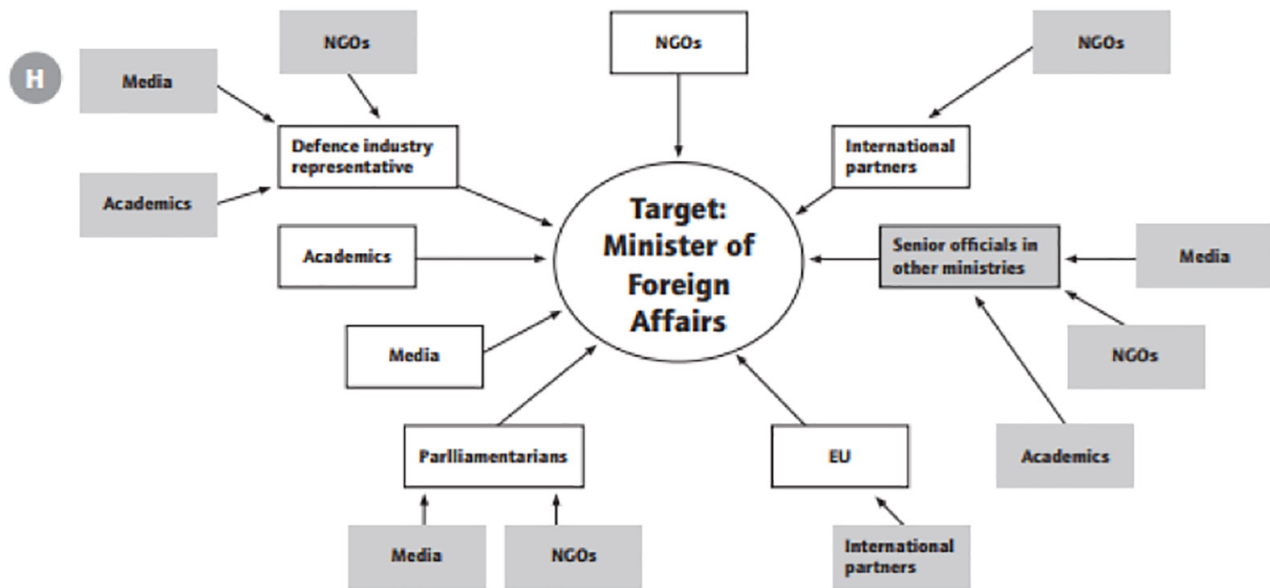 H
Media
NGOs
NGOs
NGOs
Defence industry
representative
International
partners
Academics
Target:
Minister of
Foreign
Affairs
Academics
Senior officials in
other ministries
Media
Media
NGOs
Parlliamentarians
EU
Academics
Media
NGOs
International
partners